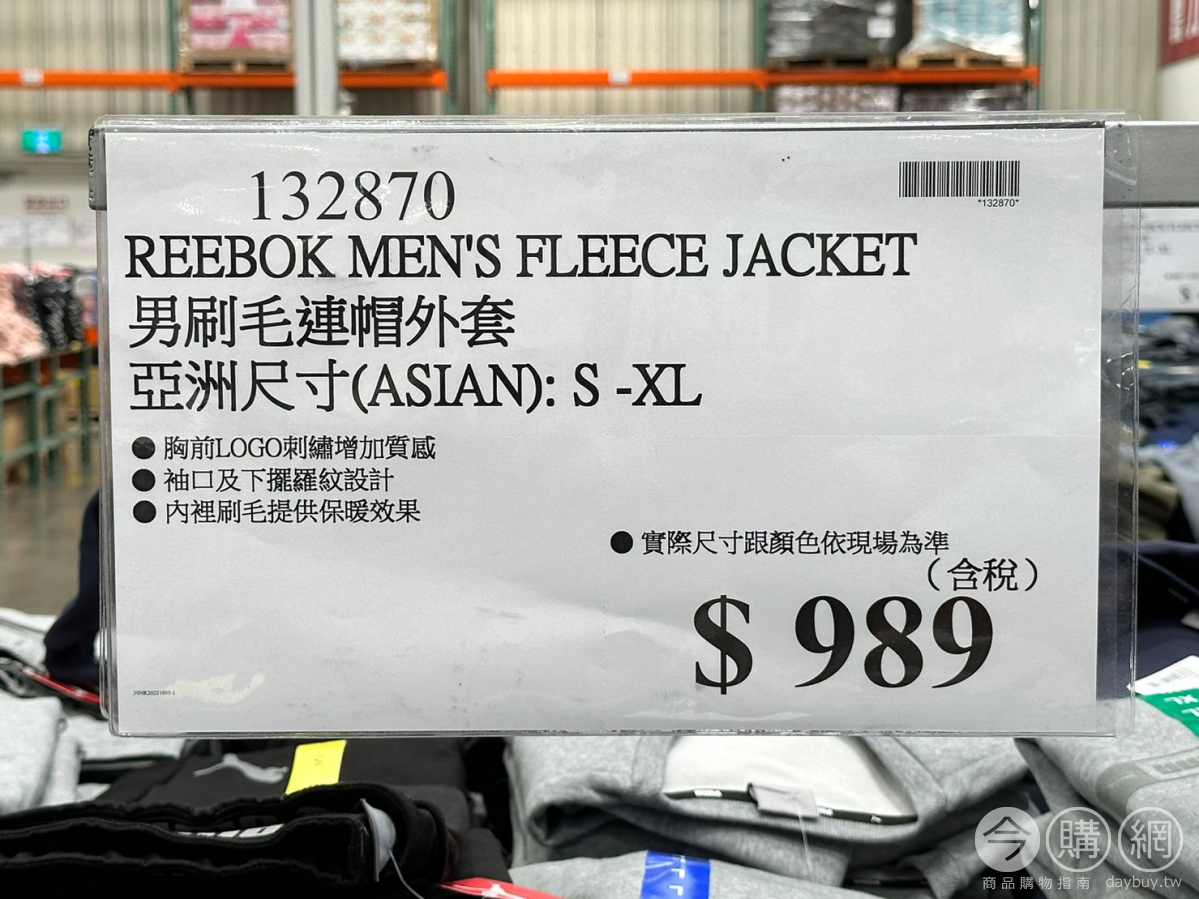 132870
*132870*
REEBOK MEN'S FLEECE JACKET
男刷毛連帽外套
亞洲尺寸(ASIAN): S -XL
● 胸前LOGO刺繡增加質感
● 袖口及下擺羅紋設計
● 內裡刷毛提供保暖效果
● 實際尺寸跟顏色依現場為準
（含稅）
$ 989
XL
今購網
商品購物指南 daybuy.tw